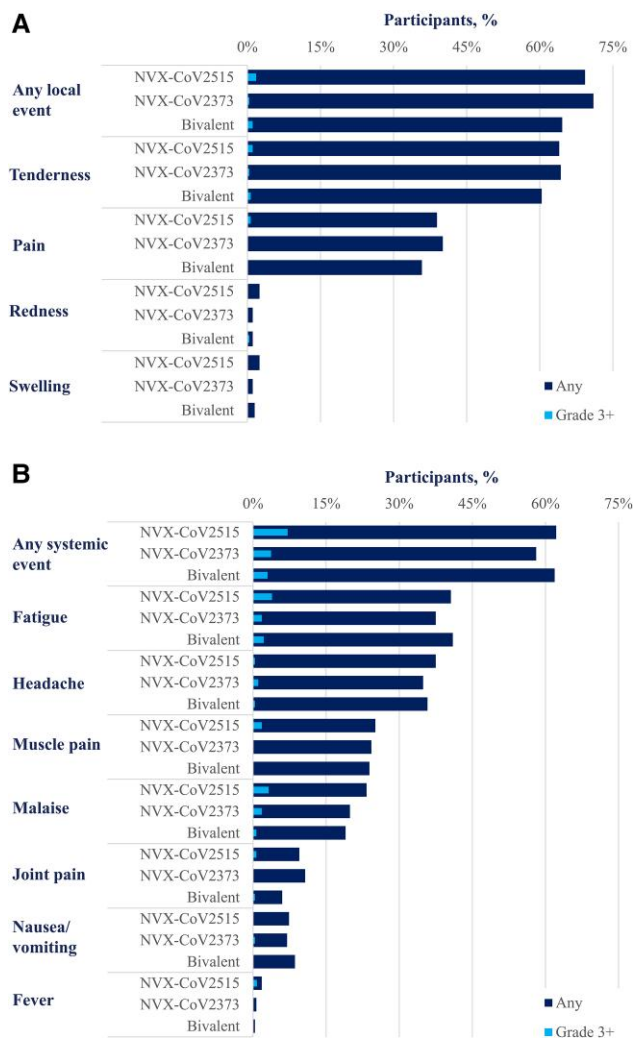 A
Participants, %
0% 15% 30% 45% 60% 75%
Any local
event
NVX-CoV2515
NVX-CoV2373
Bivalent
Tenderness
NVX-CoV2515
NVX-CoV2373
Bivalent
Pain
NVX-CoV2515
NVX-CoV2373
Bivalent
Redness
NVX-CoV2515
NVX-CoV2373
Bivalent
Swelling
NVX-CoV2515
NVX-CoV2373
Bivalent
Any
Grade 3+
B
Participants, %
0% 15% 30% 45% 60% 75%
Any systemic
event
NVX-CoV2515
NVX-CoV2373
Bivalent
Fatigue
NVX-CoV2515
NVX-CoV2373
Bivalent
Headache
NVX-CoV2515
NVX-CoV2373
Bivalent
Muscle pain
NVX-CoV2515
NVX-CoV2373
Bivalent
Malaise
NVX-CoV2515
NVX-CoV2373
Bivalent
Joint pain
NVX-CoV2515
NVX-CoV2373
Bivalent
Nausea/
vomiting
NVX-CoV2515
NVX-CoV2373
Bivalent
Fever
NVX-CoV2515
NVX-CoV2373
Bivalent
Any
Grade 3+